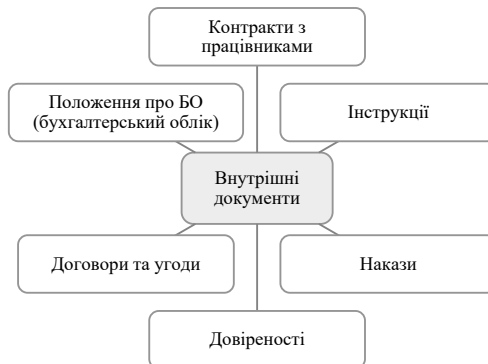 Контракти з
працівниками
Положення про БО
(бухгалтерський облік)
Інструкції
Внутрішні
документи
Договори та угоди
Накази
Довіреності